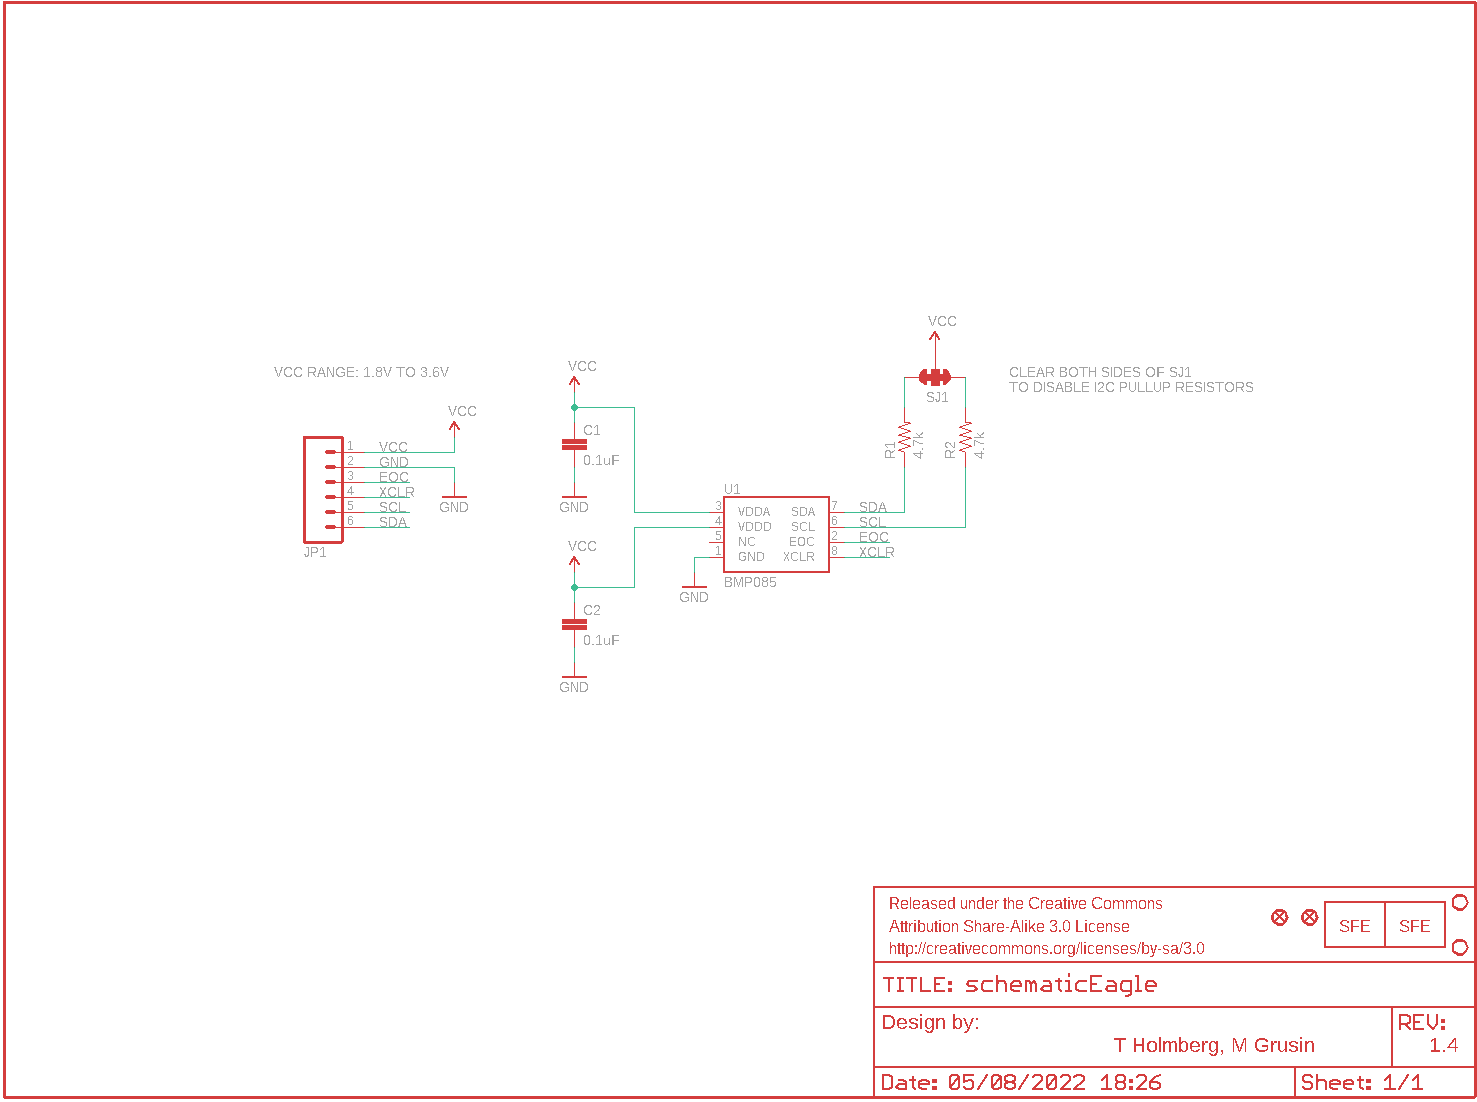 VCC
VCC RANGE: 1.8V TO 3.6V
VCC
CLEAR BOTH SIDES OF SJ1
TO DISABLE I2C PULLUP RESISTORS
SJ1
VCC
C1
0.1uF
R1
4.7k
R2
4.7k
1 VCC
2 GND
3 EOC
4 XCLR
5 SCL
6 SDA
JP1
GND
GND
U1
3 VDDA SDA 7 SDA
4 VDDD SCL 6 SCL
5 NC EOC 2 EOC
1 GND XCLR 8 XCLR
BMP085
GND
VCC
C2
0.1uF
GND
Released under the Creative Commons
Attribution Share-Alike 3.0 License
http://creativecommons.org/licenses/by-sa/3.0
SFE SFE
TITLE: schematicEagle
Design by:
T Holmberg, M Grusin
REV:
1.4
Date: 05/08/2022 18:26
Sheet: 1/1